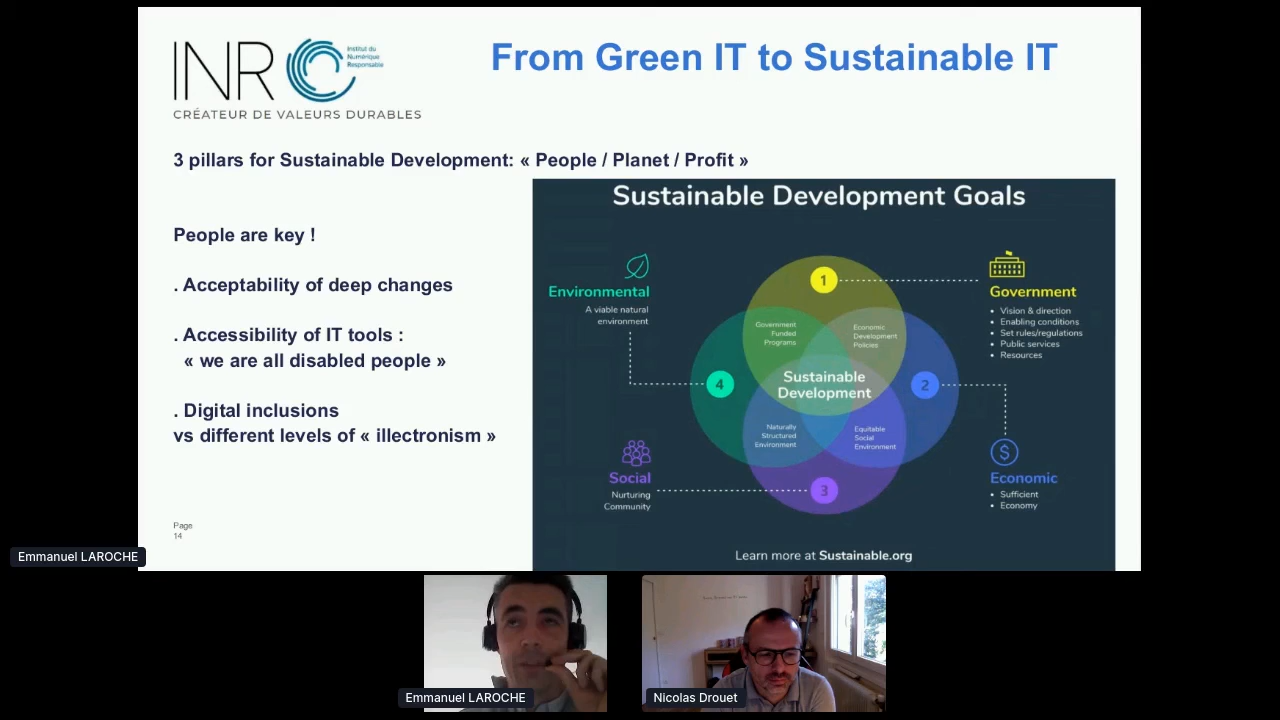 INR
Institut du
Numérique
Responsable
CRÉATEUR DE VALEURS DURABLES
From Green IT to Sustainable IT
3 pillars for Sustainable Development: « People / Planet / Profit »
People are key !
. Acceptability of deep changes
. Accessibility of IT tools :
« we are all disabled people »
. Digital inclusions
vs different levels of « illectronism »
Page
14
Sustainable Development Goals
Environmental
A viable natural
environment
1
Government
• Vision & direction
• Enabling conditions
• Set rules/regulations
• Public services
• Resources
Government
Funded
Programs
Economic
Development
Policies
4
Sustainable
Development
2
Naturally
Structured
Environment
Equitable
Social
Environment
Social
Nurturing
Community
3
$
Economic
• Sufficient
• Economy
Learn more at Sustainable.org
Emmanuel LAROCHE
Emmanuel LAROCHE
Nicolas Drouet